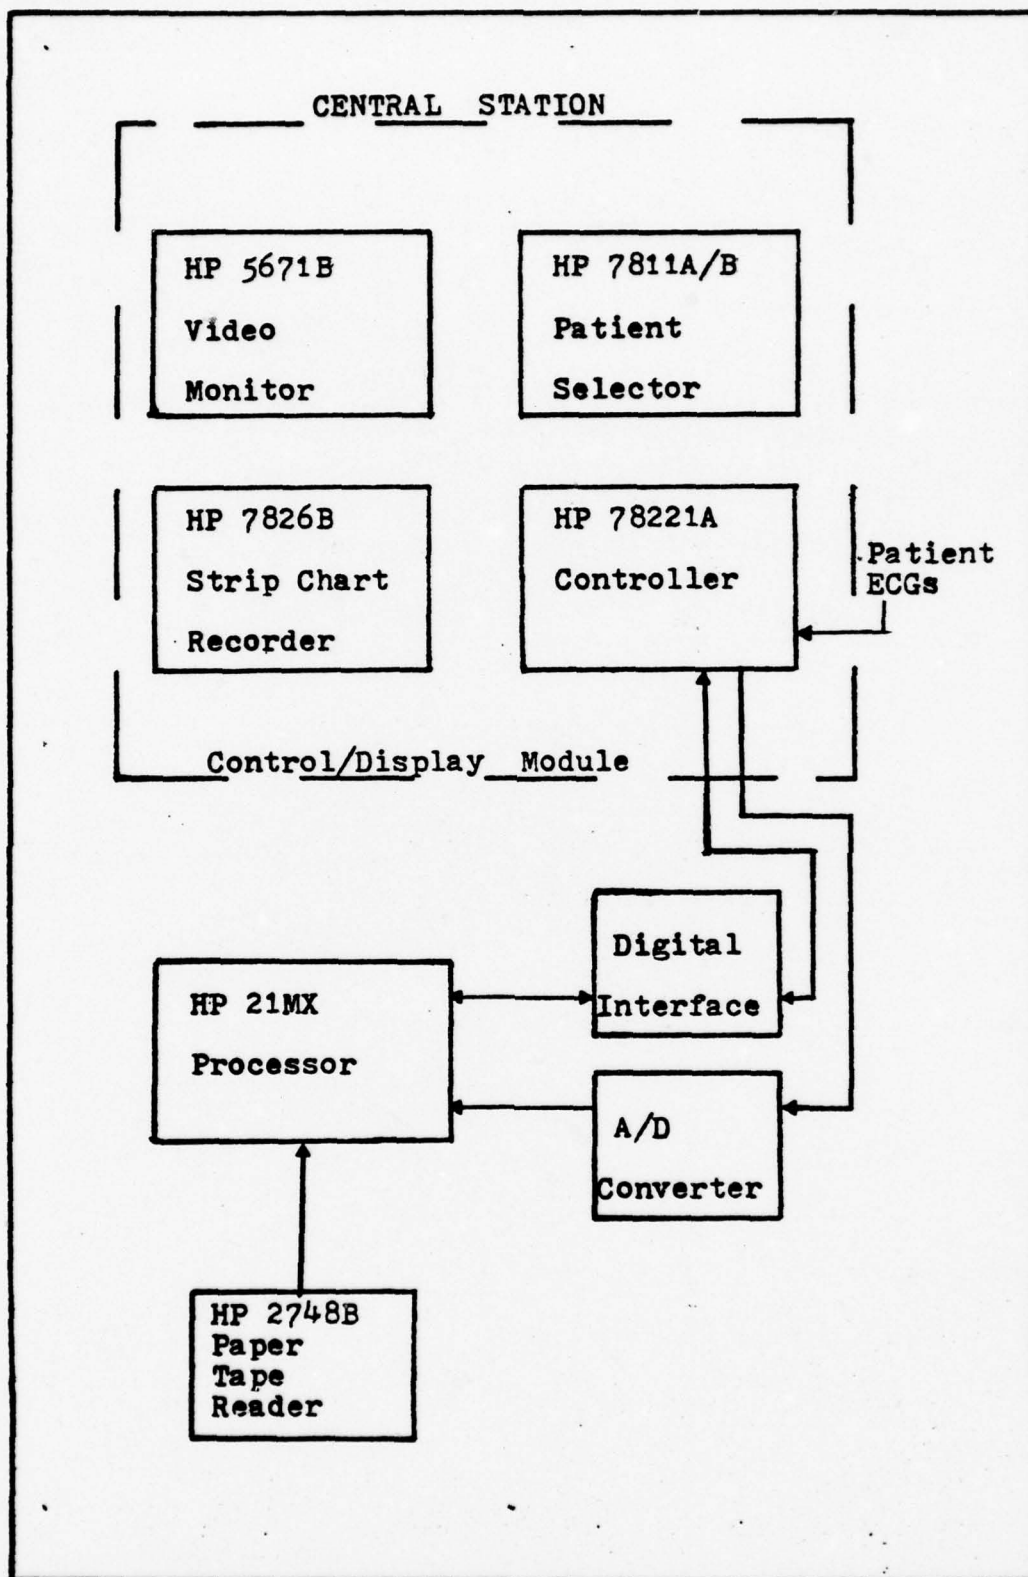 CENTRAL STATION
HP 5671B
Video
Monitor
HP 7811A/B
Patient
Selector
HP 7826B
Strip Chart
Recorder
HP 78221A
Controller
Patient
ECGs
Control/Display Module
Digital
Interface
HP 21MX
Processor
A/D
Converter
HP 2748B
Paper
Tape
Reader